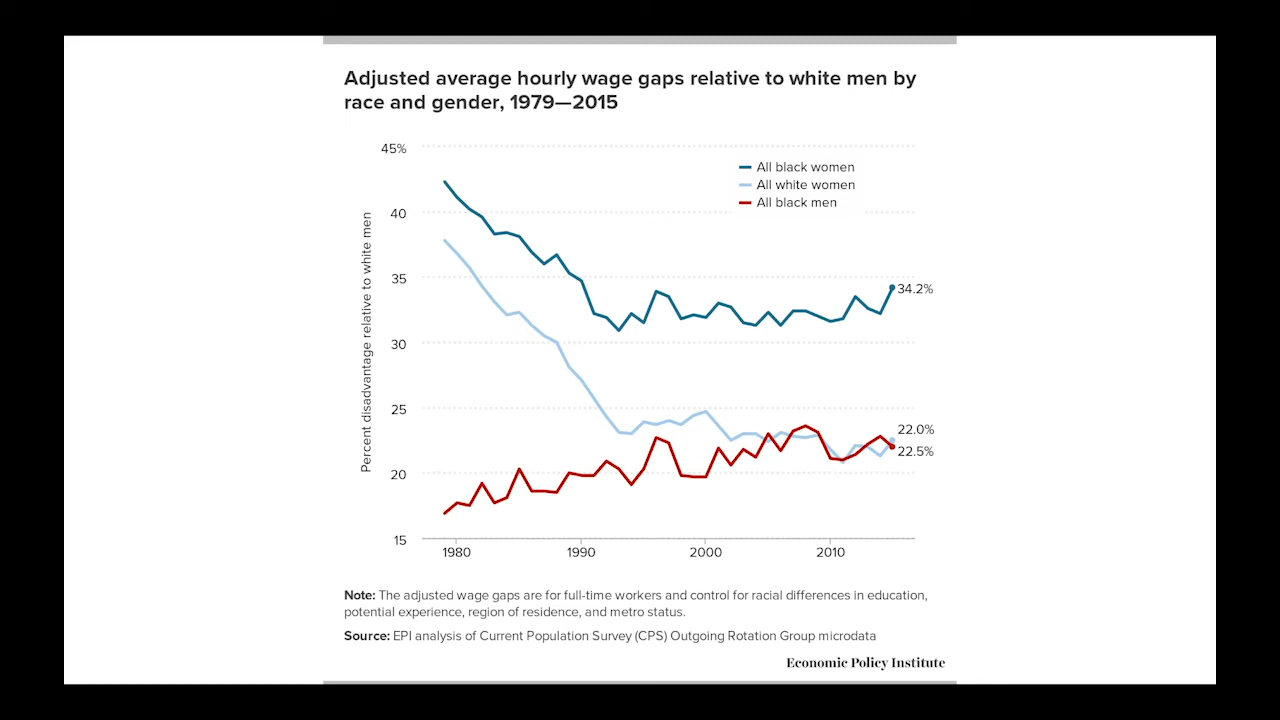 Adjusted average hourly wage gaps relative to white men by
race and gender, 1979—2015
45%
40
35
30
25
20
15
Percent disadvantage relative to white men
All black women
All white women
All black men
34.2%
22.0%
22.5%
1980 1990 2000 2010
Note: The adjusted wage gaps are for full-time workers and control for racial differences in education,
potential experience, region of residence, and metro status.
Source: EPI analysis of Current Population Survey (CPS) Outgoing Rotation Group microdata
Economic Policy Institute